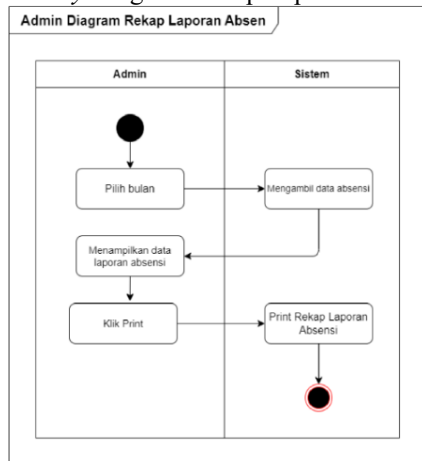 Admin Diagram Rekap Laporan Absen
Admin
Sistem
Pilih bulan
Mengambil data absensi
Menampilkan data
laporan absensi
Klik Print
Print Rekap Laporan
Absensi